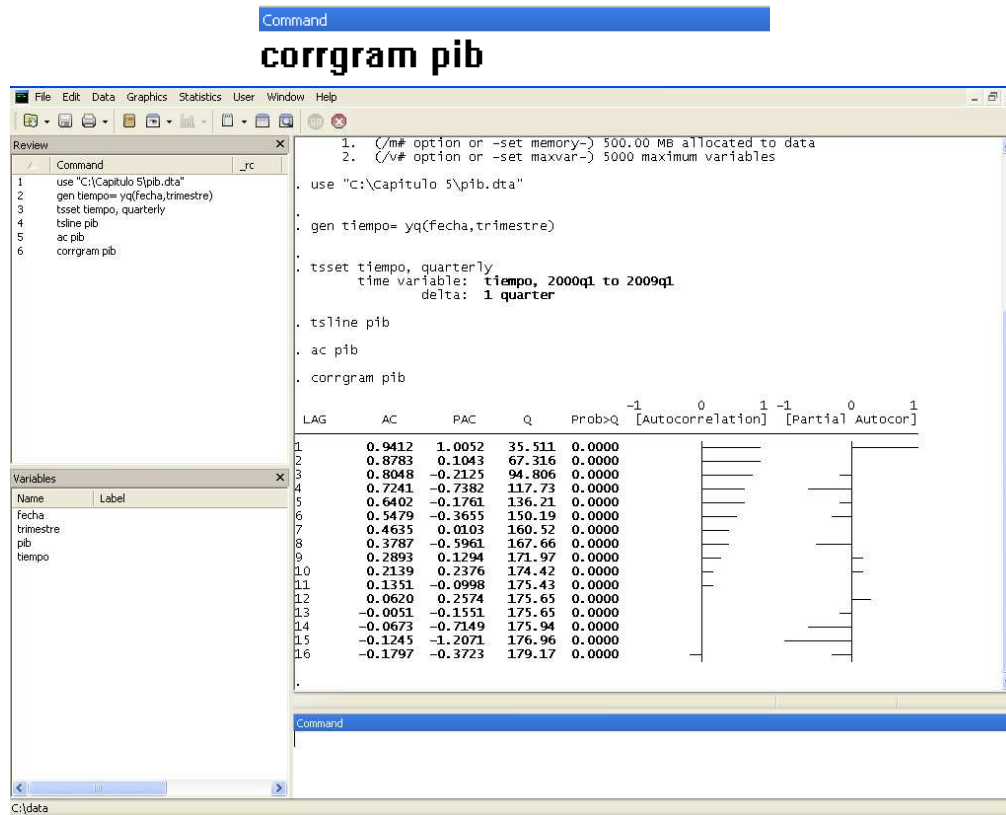 Command
corrgram pib
File Edit Data Graphics Statistics User Window Help
Review
Command _rc
1 use "C:\Capitulo 5\pib.dta"
2 gen tiempo= yq(fecha,trimestre)
3 tsset tiempo, quarterly
4 tsline pib
5 ac pib
6 corrgram pib
Variables
Name Label
fecha
trimestre
pib
tiempo
1. (/m# option or -set memory-) 500.00 MB allocated to data
2. (/v# option or -set maxvar-) 5000 maximum variables
. use "C:\Capitulo 5\pib.dta"
.
. gen tiempo= yq(fecha,trimestre)
.
. tsset tiempo, quarterly
time variable: tiempo, 2000q1 to 2009q1
delta: 1 quarter
. tsline pib
. ac pib
. corrgram pib
-1 0 1 -1 0 1
LAG AC PAC Q Prob>Q [Autocorrelation] [Partial Autocor]
1 0.9412 1.0052 35.511 0.0000
2 0.8783 0.1043 67.316 0.0000
3 0.8048 -0.2125 94.806 0.0000
4 0.7241 -0.7382 117.73 0.0000
5 0.6402 -0.1761 136.21 0.0000
6 0.5479 -0.3655 150.19 0.0000
7 0.4635 0.0103 160.52 0.0000
8 0.3787 -0.5961 167.66 0.0000
9 0.2893 0.1294 171.97 0.0000
10 0.2139 0.2376 174.42 0.0000
11 0.1351 -0.0998 175.43 0.0000
12 0.0620 0.2574 175.65 0.0000
13 -0.0051 -0.1551 175.65 0.0000
14 -0.0673 -0.7149 175.94 0.0000
15 -0.1245 -1.2071 176.96 0.0000
16 -0.1797 -0.3723 179.17 0.0000
.
Command
C:\data